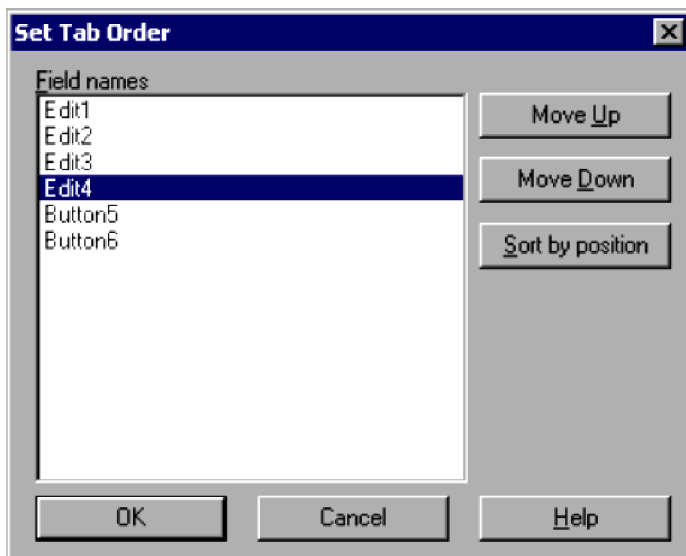 Set Tab Order
Field names
Edit1
Edit2
Edit3
Edit4
Button5
Button6
Move Up
Move Down
Sort by position
OK
Cancel
Help